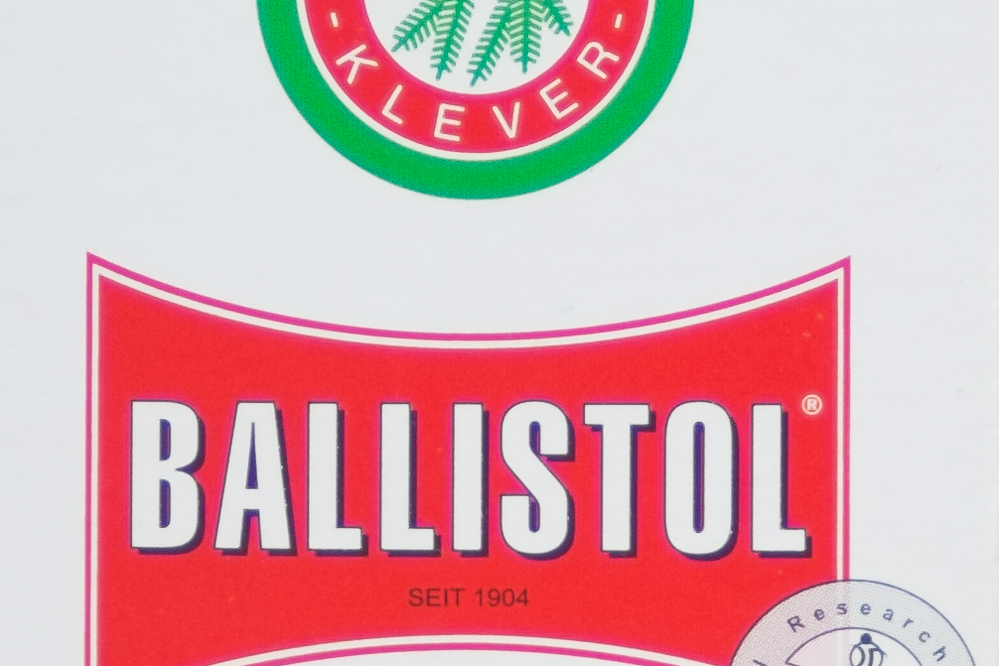 - KLEVER -
BALLISTOL®
SEIT 1904
Research